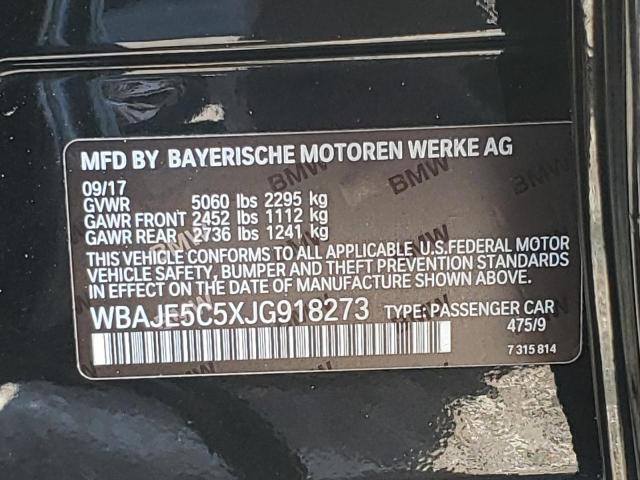 MFD BY BAYERISCHE MOTOREN WERKE AG
09/17
GVWR 5060 lbs 2295 kg
GAWR FRONT 2452 lbs 1112 kg
GAWR REAR 2736 lbs 1241 kg
THIS VEHICLE CONFORMS TO ALL APPLICABLE U.S.FEDERAL MOTOR
VEHICLE SAFETY, BUMPER AND THEFT PREVENTION STANDARDS
IN EFFECT ON THE DATE OF MANUFACTURE SHOWN ABOVE.
WBAJE5C5XJG918273 TYPE: PASSENGER CAR
475/9
7 315 814